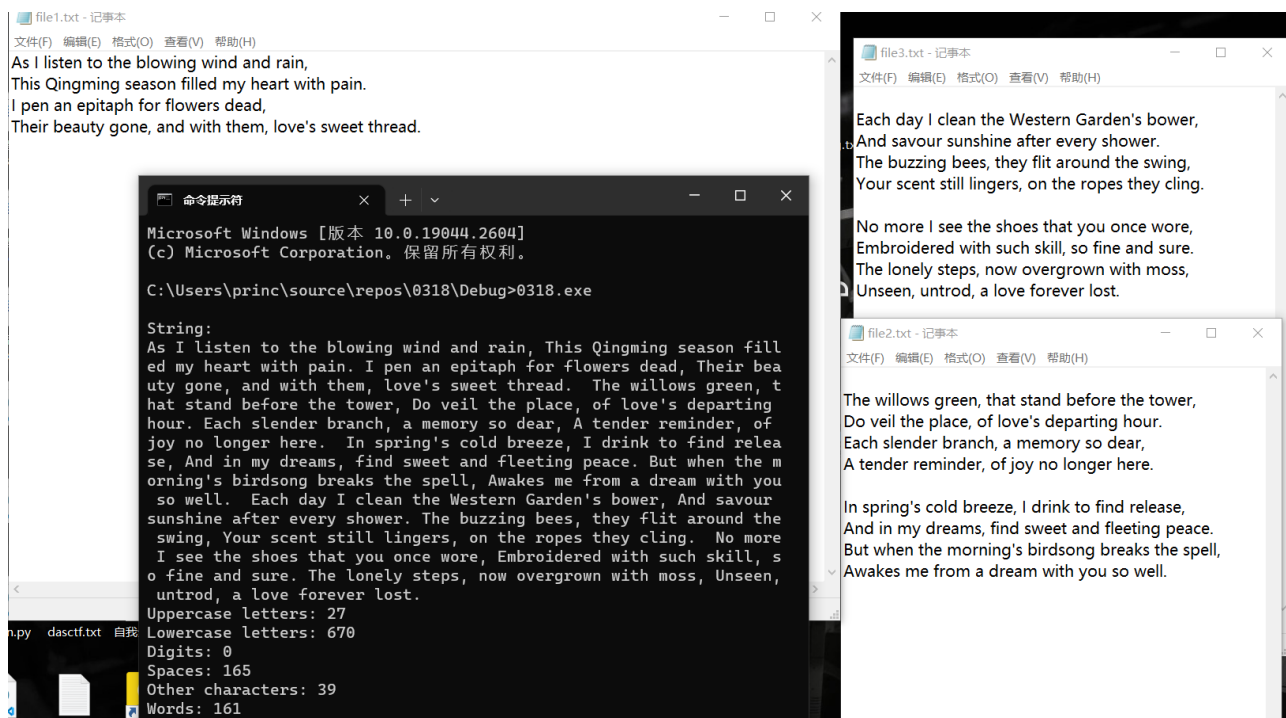 file1.txt - 记事本
文件(F) 编辑(E) 格式(O) 查看(V) 帮助(H)
As I listen to the blowing wind and rain,
This Qingming season filled my heart with pain.
I pen an epitaph for flowers dead,
Their beauty gone, and with them, love's sweet thread.
命令提示符
Microsoft Windows [版本 10.0.19044.2604]
(c) Microsoft Corporation。保留所有权利。
C:\Users\princ\source\repos\0318\Debug>0318.exe
String:
As I listen to the blowing wind and rain, This Qingming season fill
ed my heart with pain. I pen an epitaph for flowers dead, Their bea
uty gone, and with them, love's sweet thread.  The willows green, t
hat stand before the tower, Do veil the place, of love's departing
hour. Each slender branch, a memory so dear, A tender reminder, of
joy no longer here.  In spring's cold breeze, I drink to find relea
se, And in my dreams, find sweet and fleeting peace. But when the m
orning's birdsong breaks the spell, Awakes me from a dream with you
 so well.  Each day I clean the Western Garden's bower, And savour
sunshine after every shower. The buzzing bees, they flit around the
 swing, Your scent still lingers, on the ropes they cling.  No more
 I see the shoes that you once wore, Embroidered with such skill, s
o fine and sure. The lonely steps, now overgrown with moss, Unseen,
 untrod, a love forever lost.
Uppercase letters: 27
Lowercase letters: 670
Digits: 0
Spaces: 165
Other characters: 39
Words: 161
n.py dasctf.txt 自我
file3.txt - 记事本
文件(F) 编辑(E) 格式(O) 查看(V) 帮助(H)
Each day I clean the Western Garden's bower,
And savour sunshine after every shower.
The buzzing bees, they flit around the swing,
Your scent still lingers, on the ropes they cling.
No more I see the shoes that you once wore,
Embroidered with such skill, so fine and sure.
The lonely steps, now overgrown with moss,
Unseen, untrod, a love forever lost.
file2.txt - 记事本
文件(F) 编辑(E) 格式(O) 查看(V) 帮助(H)
The willows green, that stand before the tower,
Do veil the place, of love's departing hour.
Each slender branch, a memory so dear,
A tender reminder, of joy no longer here.
In spring's cold breeze, I drink to find release,
And in my dreams, find sweet and fleeting peace.
But when the morning's birdsong breaks the spell,
Awakes me from a dream with you so well.